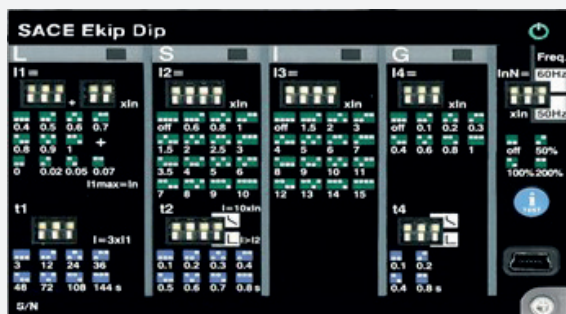 SACE Ekip Dip
L S I G
Freq.
I1= I2= I3= I4= InN= 60Hz
+ xIn xIn xIn xIn xIn 50Hz
0.4 0.5 0.6 0.7
+
0.8 0.9 1
0 0.02 0.05 0.07
I1max=In
off 0.6 0.8 1
1.5 2 2.5 3
3.5 4 5 6
7 8 9 10
off 1.5 2 3
4 5 6 7
8 9 10 11
12 13 14 15
off 0.1 0.2 0.3
0.4 0.6 0.8 1
off 50%
100% 200%
i
TEST
t1
I=3xI1
3 12 24 36
48 72 108 144 s
t2
I=10xIn
I>I2
0.1 0.2 0.3 0.4
0.5 0.6 0.7 0.8s
t4
0.1 0.2
0.4 0.8 s
S/N